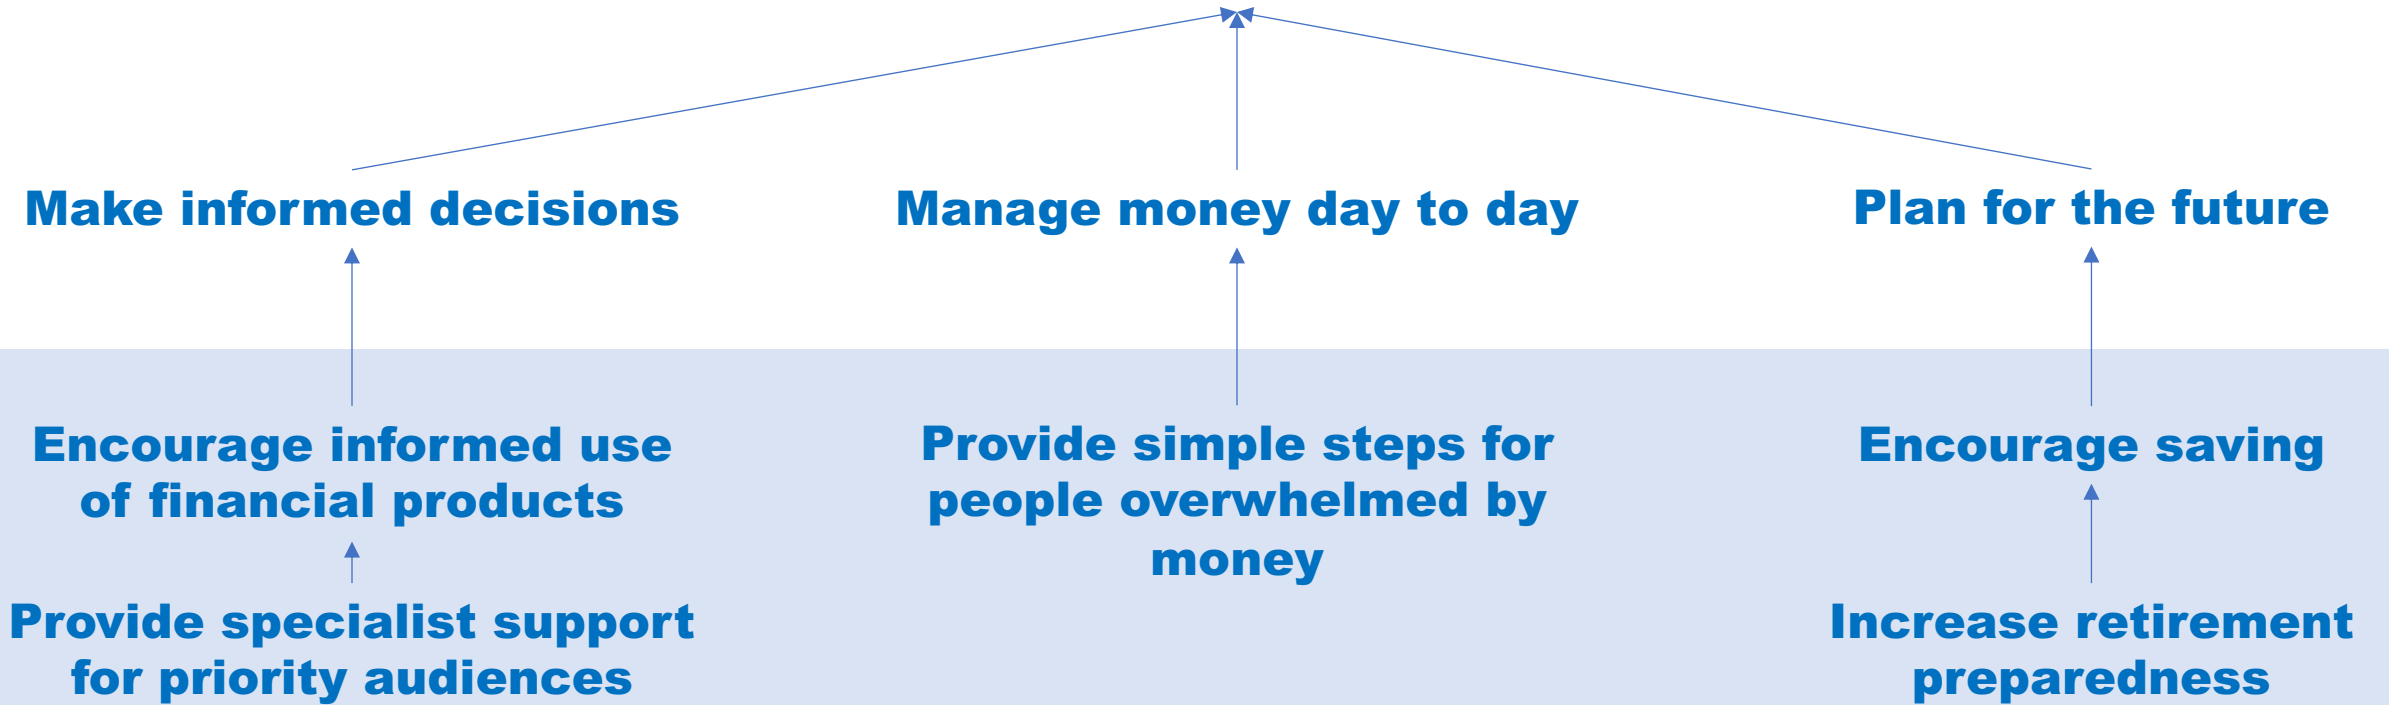 Make informed decisions
Manage money day to day
Plan for the future
Encourage informed use
of financial products
Provide simple steps for
people overwhelmed by
money
Encourage saving
Provide specialist support
for priority audiences
Increase retirement
preparedness